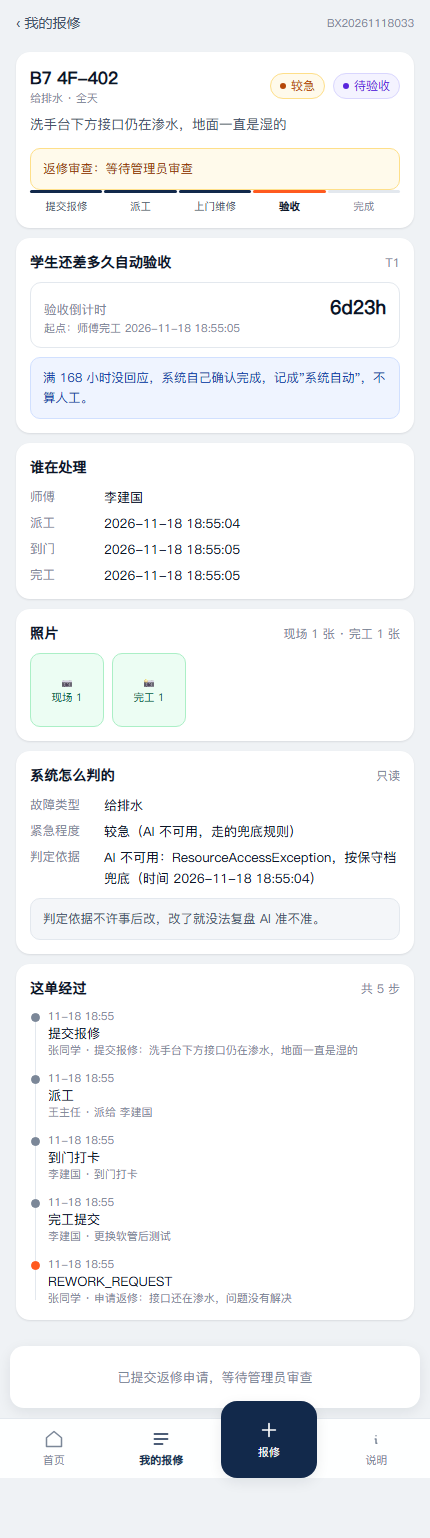 ‹ 我的报修 BX20261118033
B7 4F-402
较急 待验收
给排水 · 全天
洗手台下方接口仍在渗水，地面一直是湿的
返修审查：等待管理员审查
提交报修 派工 上门维修 验收 完成
学生还差多久自动验收 T1
验收倒计时 6d23h
起点：师傅完工 2026-11-18 18:55:05
满 168 小时没回应，系统自己确认完成，记成”系统自动”，不
算人工。
谁在处理
师傅 李建国
派工 2026-11-18 18:55:04
到门 2026-11-18 18:55:05
完工 2026-11-18 18:55:05
照片 现场 1 张 · 完工 1 张
现场 1 完工 1
系统怎么判的 只读
故障类型 给排水
紧急程度 较急（AI 不可用，走的兜底规则）
判定依据 AI 不可用：ResourceAccessException，按保守档
兜底（时间 2026-11-18 18:55:04）
判定依据不许事后改，改了就没法复盘 AI 准不准。
这单经过 共 5 步
11-18 18:55
提交报修
张同学 · 提交报修：洗手台下方接口仍在渗水，地面一直是湿的
11-18 18:55
派工
王主任 · 派给 李建国
11-18 18:55
到门打卡
李建国 · 到门打卡
11-18 18:55
完工提交
李建国 · 更换软管后测试
11-18 18:55
REWORK_REQUEST
张同学 · 申请返修：接口还在渗水，问题没有解决
已提交返修申请，等待管理员审查
首页 我的报修 报修 说明